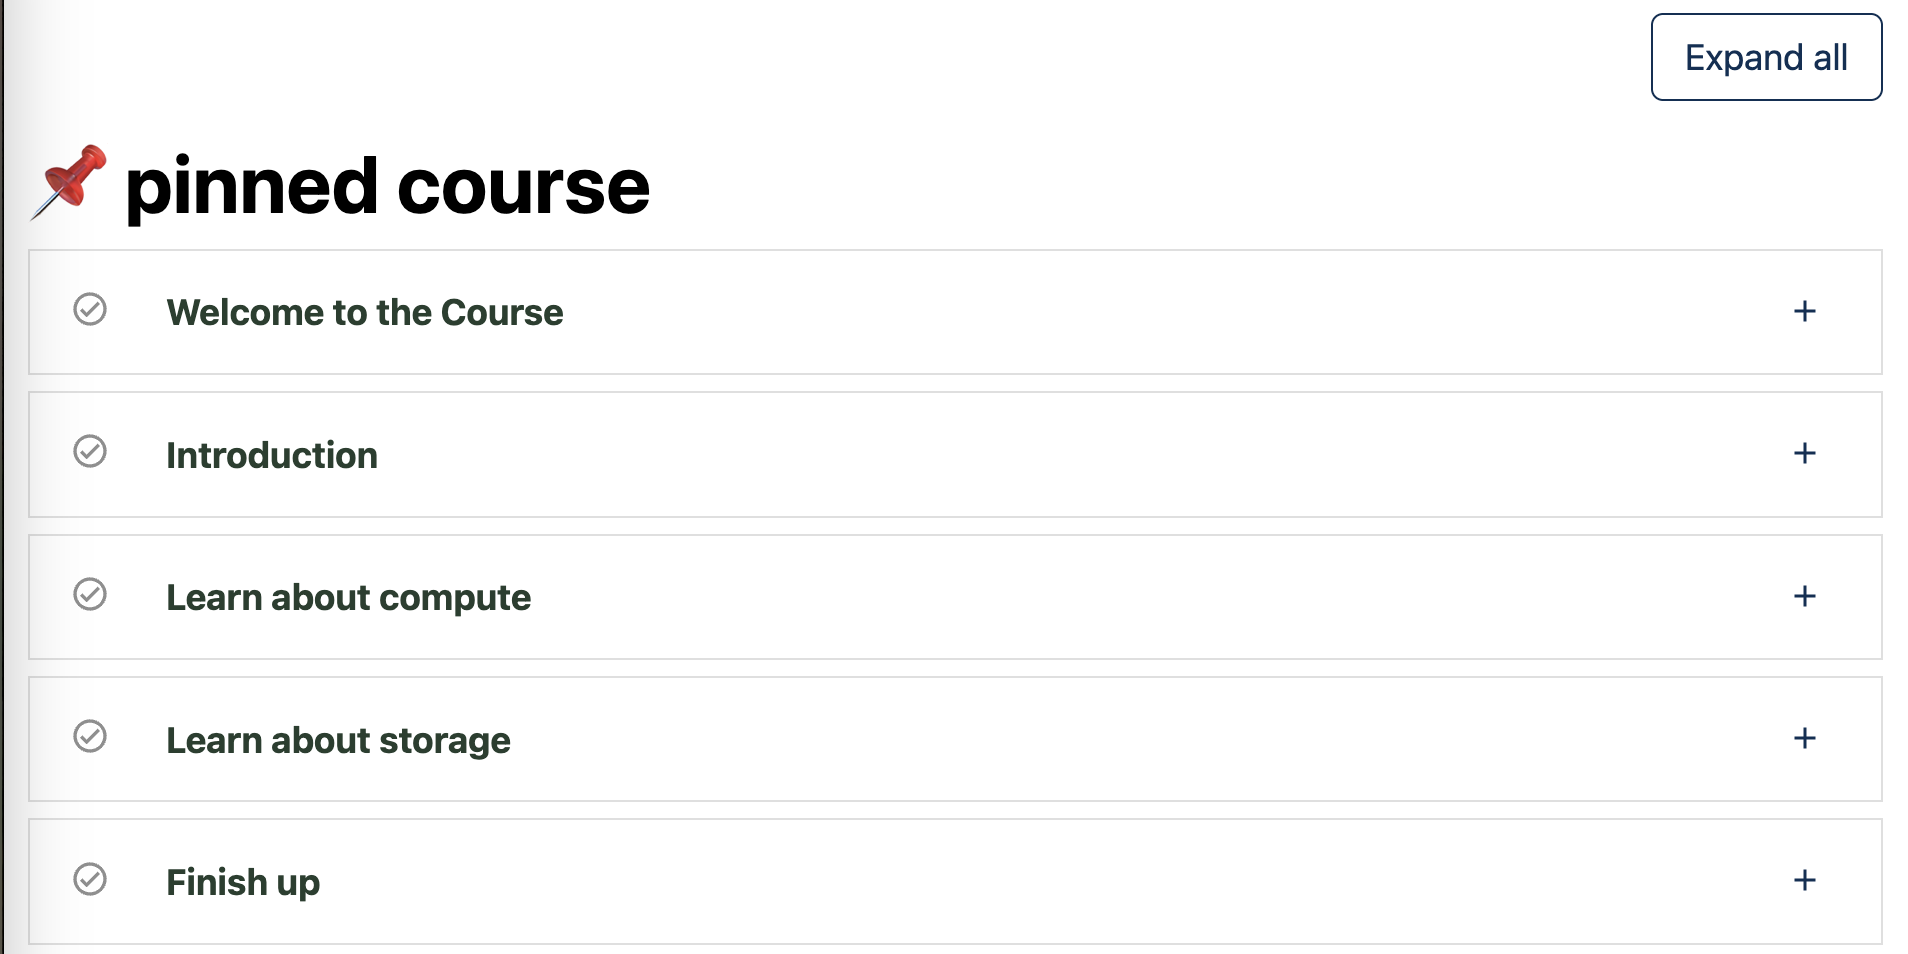 Expand all
📌 pinned course
Welcome to the Course
Introduction
Learn about compute
Learn about storage
Finish up